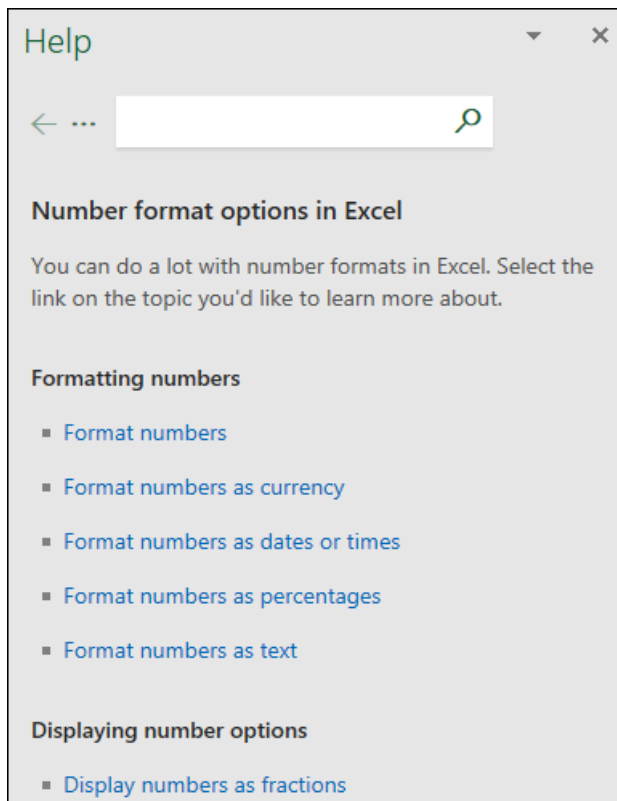 Help
Number format options in Excel
You can do a lot with number formats in Excel. Select the
link on the topic you'd like to learn more about.
Formatting numbers
Format numbers
Format numbers as currency
Format numbers as dates or times
Format numbers as percentages
Format numbers as text
Displaying number options
Display numbers as fractions